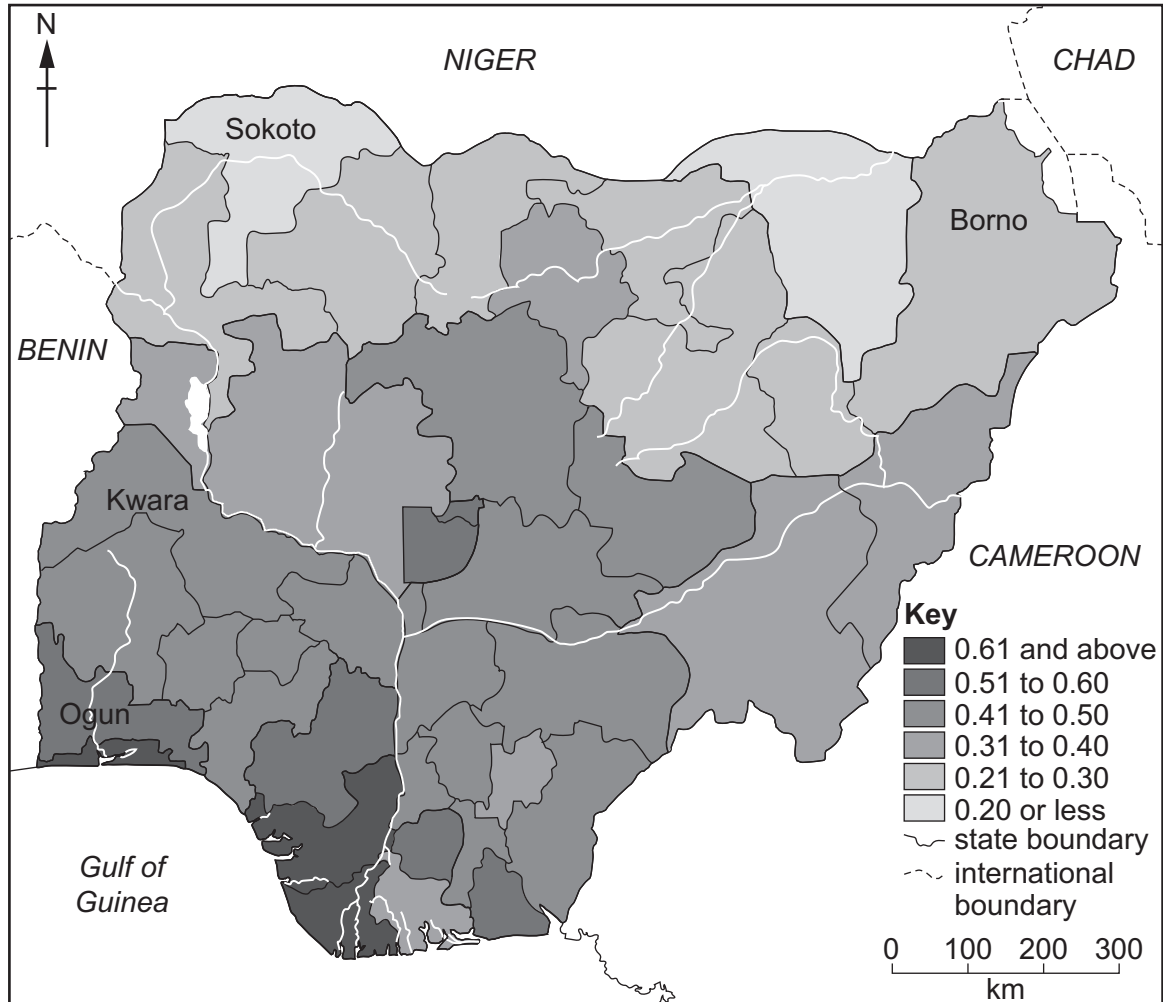 N
NIGER
CHAD
Sokoto
Borno
BENIN
Kwara
CAMEROON
Ogun
Gulf of
Guinea
Key
0.61 and above
0.51 to 0.60
0.41 to 0.50
0.31 to 0.40
0.21 to 0.30
0.20 or less
state boundary
international
boundary
0 100 200 300
km